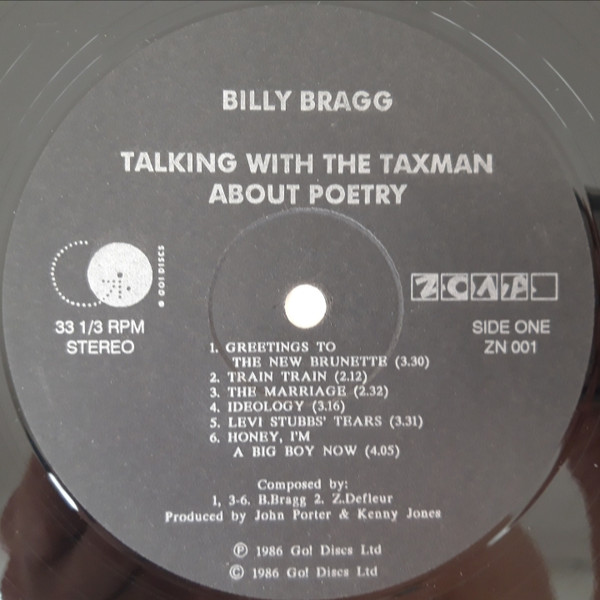 BILLY BRAGG
TALKING WITH THE TAXMAN
ABOUT POETRY
GO! DISCS
33 1/3 RPM
STEREO
SIDE ONE
ZN 001
1. GREETINGS TO
THE NEW BRUNETTE (3.30)
2. TRAIN TRAIN (2.12)
3. THE MARRIAGE (2.32)
4. IDEOLOGY (3.16)
5. LEVI STUBBS' TEARS (3.31)
6. HONEY, I'M
A BIG BOY NOW (4.05)
Composed by:
1, 3-6. B.Bragg 2. Z.Defleur
Produced by John Porter & Kenny Jones
Ⓟ 1986 Go! Discs Ltd
© 1986 Go! Discs Ltd